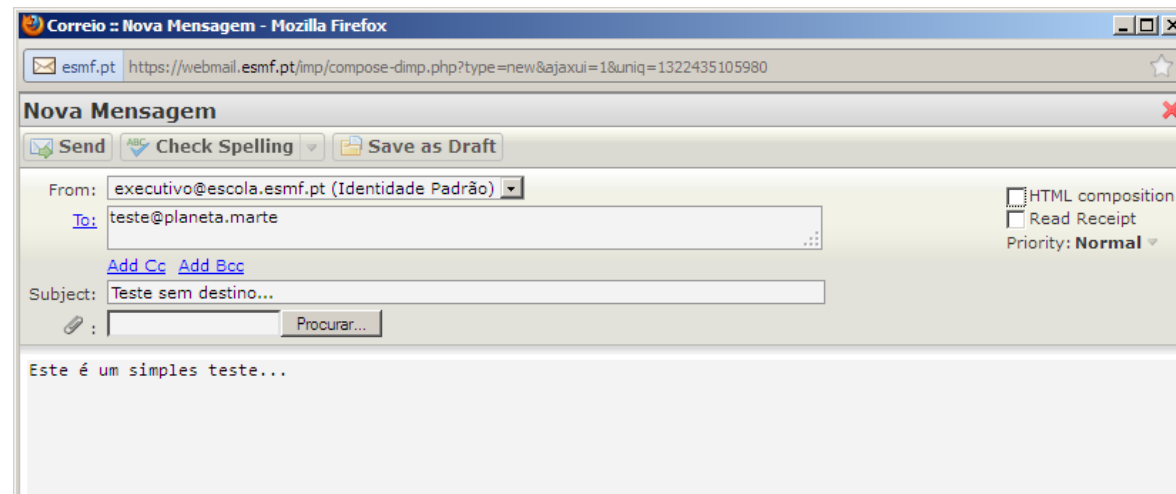 Correio :: Nova Mensagem - Mozilla Firefox
esmf.pt https://webmail.esmf.pt/imp/compose-dimp.php?type=new&ajaxui=1&uniq=1322435105980
Nova Mensagem
Send ABC Check Spelling Save as Draft
From: executivo@escola.esmf.pt (Identidade Padrão)
HTML composition
To: teste@planeta.marte
Read Receipt
Priority: Normal
Add Cc Add Bcc
Subject: Teste sem destino...
: Procurar...
Este é um simples teste...